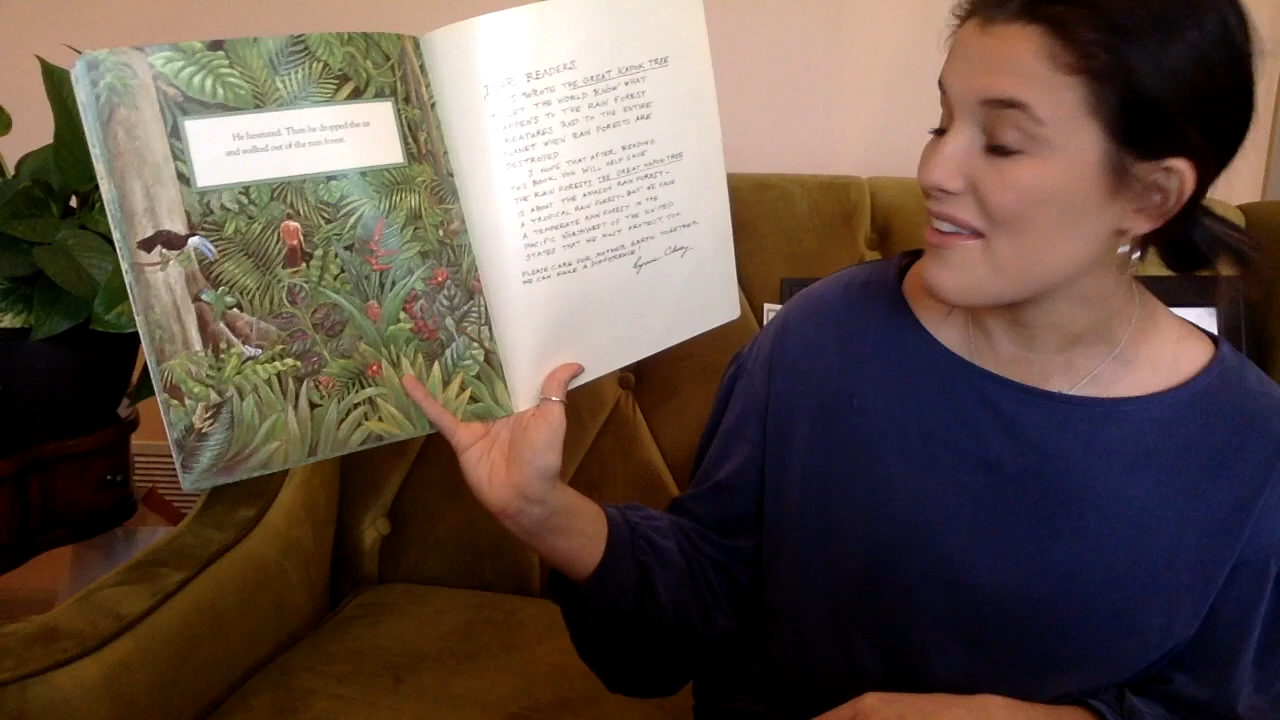 He hesitated. Then he dropped the ax
and walked out of the rain forest.
DEAR READERS
I WROTE THE GREAT KAPOK TREE
LET THE WORLD KNOW WHAT
TO THE RAIN FOREST
CREATURES AND TO THE ENTIRE
PLANET WHEN RAIN FORESTS ARE
DESTROYED.
I HOPE THAT AFTER READING
THIS BOOK YOU WILL HELP SAVE
THE RAIN FORESTS. THE GREAT KAPOK TREE
IS ABOUT THE AMAZON RAIN FOREST-
A TROPICAL RAIN FOREST- BUT WE HAVE
A TEMPERATE RAIN FOREST IN THE
PACIFIC NORTHWEST OF THE UNITED
STATES THAT WE MUST PROTECT, TOO.
PLEASE CARE FOR MOTHER EARTH. TOGETHER
WE CAN MAKE A DIFFERENCE!
Lynne Cherry